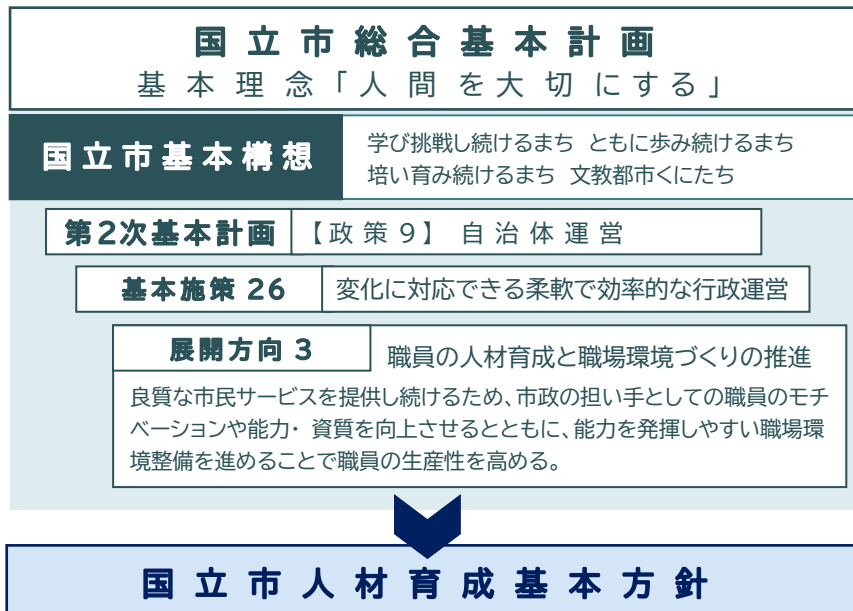 国立市総合基本計画
基本理念「人間を大切にする」
国立市基本構想
学び挑戦し続けるまち ともに歩み続けるまち
培い育み続けるまち 文教都市くにたち
第2次基本計画 【政策9】 自治体運営
基本施策 26 変化に対応できる柔軟で効率的な行政運営
展開方向 3 職員の人材育成と職場環境づくりの推進
良質な市民サービスを提供し続けるため、市政の担い手としての職員のモチ
ベーションや能力・ 資質を向上させるとともに、能力を発揮しやすい職場環
境整備を進めることで職員の生産性を高める。
国立市人材育成基本方針